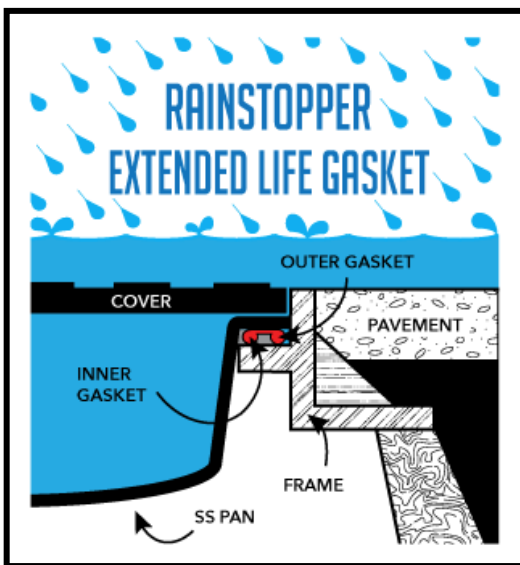 RAINSTOPPER
EXTENDED LIFE GASKET
OUTER GASKET
COVER
PAVEMENT
INNER
GASKET
FRAME
SS PAN